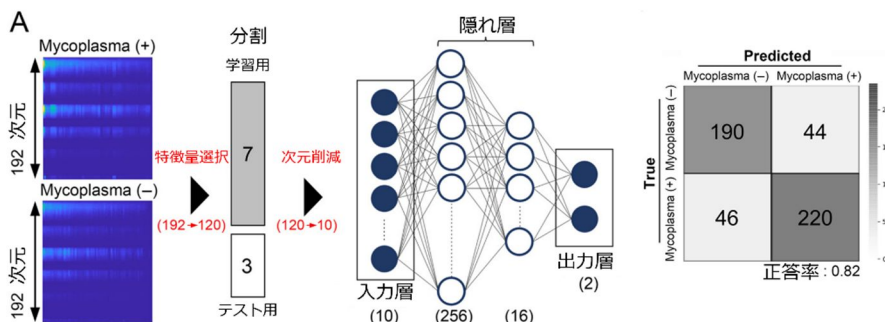 A
Mycoplasma (+)
192 次元
Mycoplasma (–)
192 次元
特徴量選択
(192→120)
分割
学習用
7
3
テスト用
次元削減
(120→10)
隠れ層
入力層
(10)
(256)
(16)
出力層
(2)
Predicted
Mycoplasma (–) Mycoplasma (+)
True
Mycoplasma (–)
190 44
Mycoplasma (+)
46 220
正答率 : 0.82